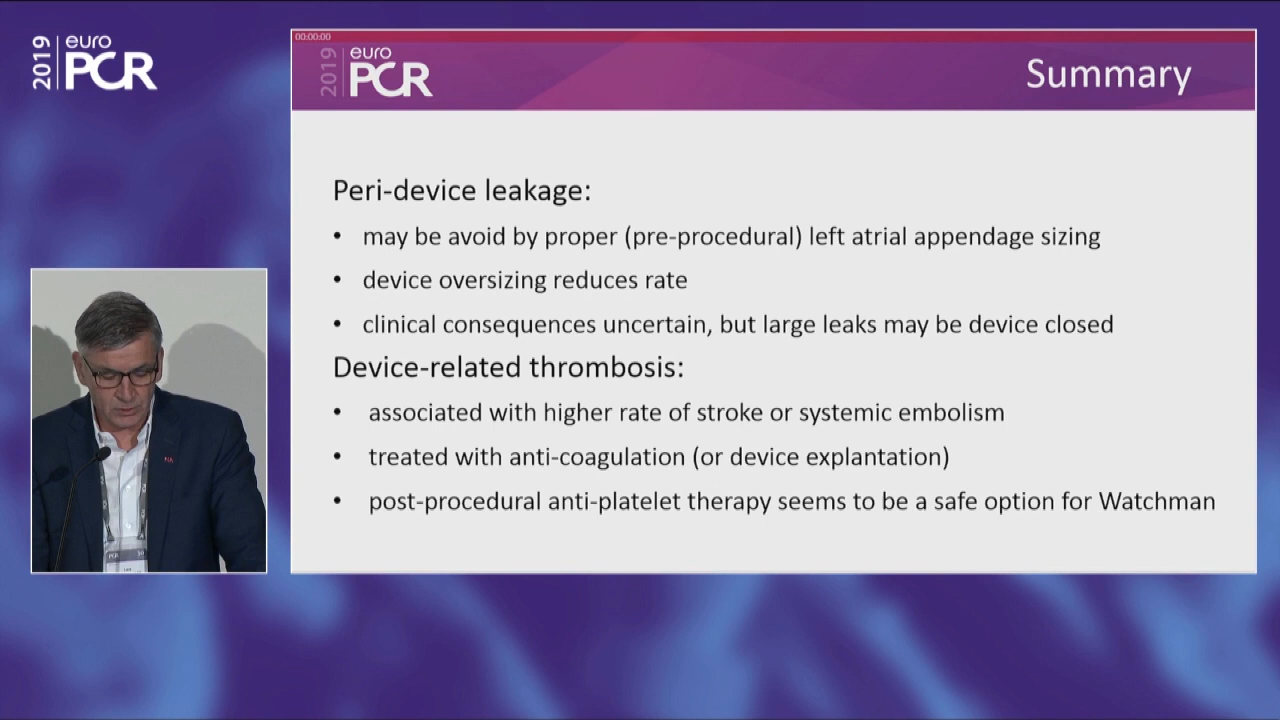 2019 euro PCR
00:00:00
2019 euro PCR
Summary
Peri-device leakage:
• may be avoid by proper (pre-procedural) left atrial appendage sizing
• device oversizing reduces rate
• clinical consequences uncertain, but large leaks may be device closed
Device-related thrombosis:
• associated with higher rate of stroke or systemic embolism
• treated with anti-coagulation (or device explantation)
• post-procedural anti-platelet therapy seems to be a safe option for Watchman